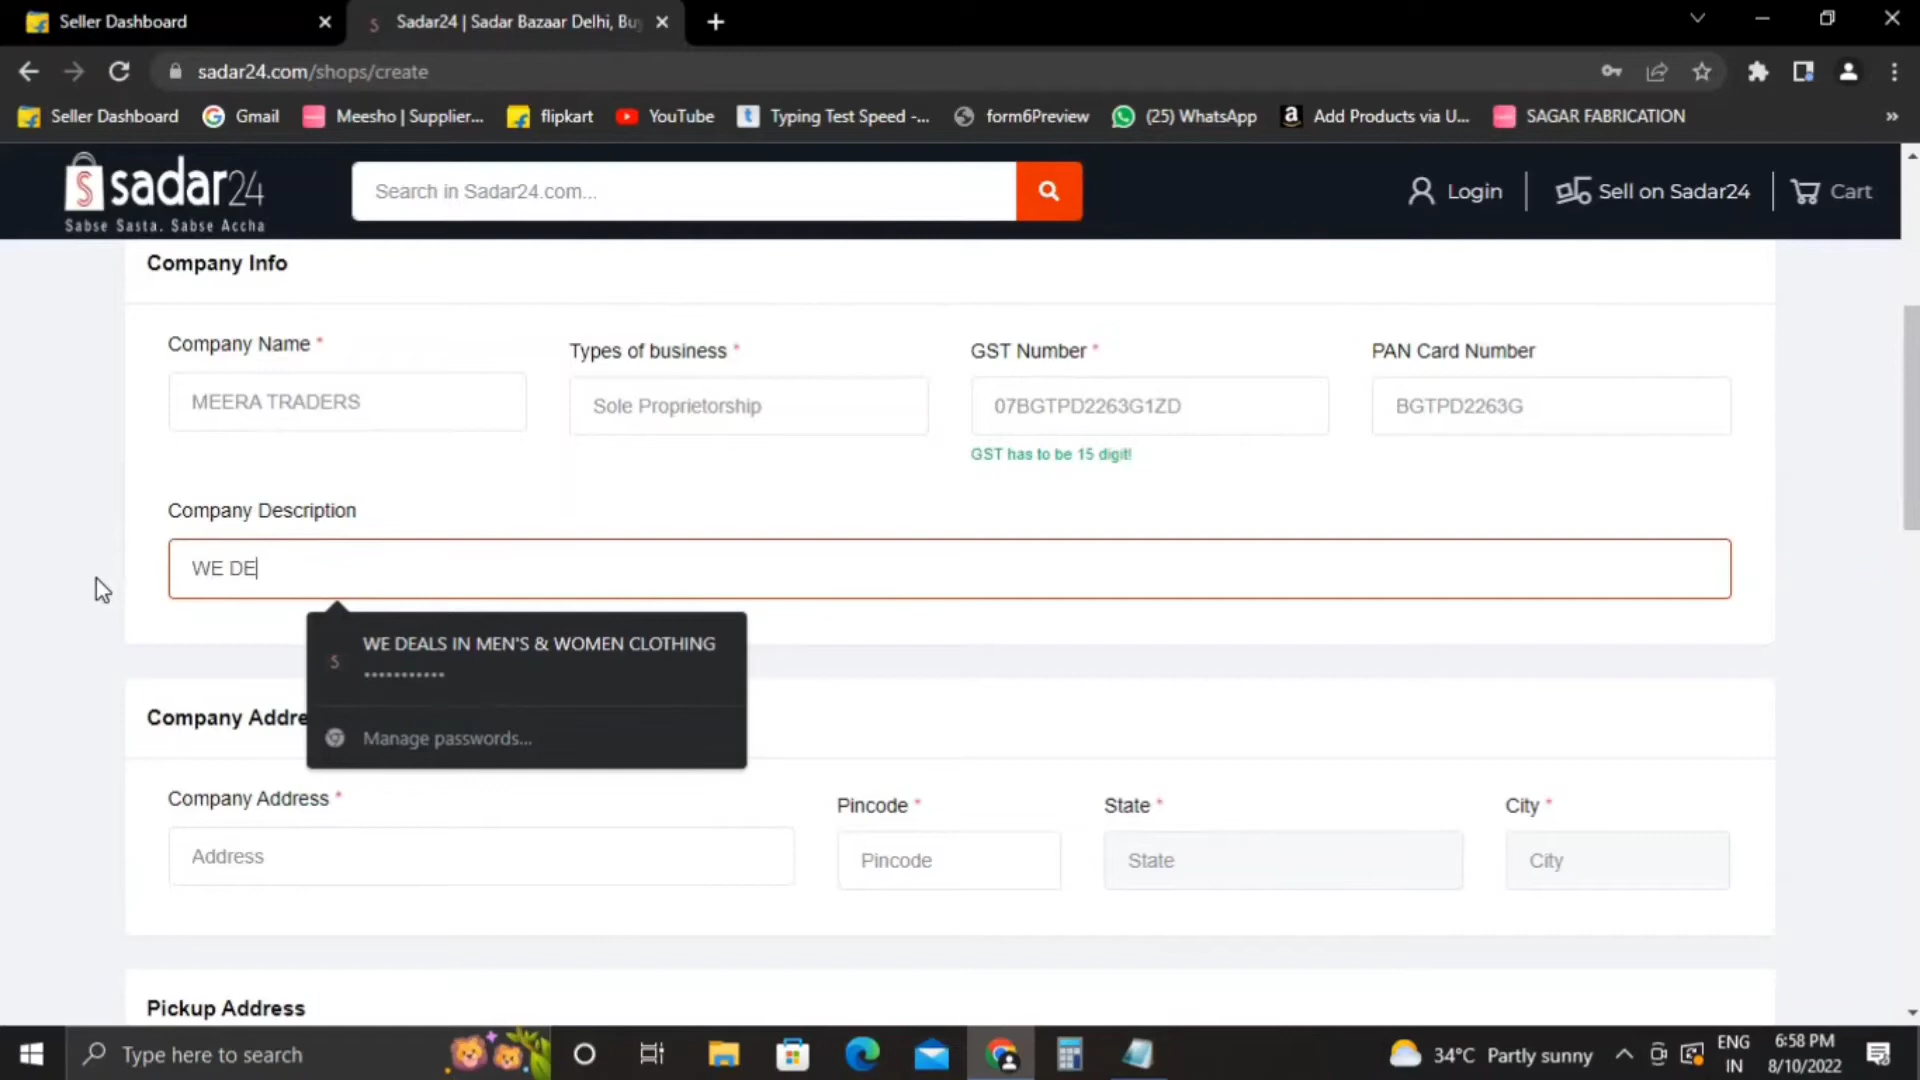 Seller Dashboard
Sadar24 | Sadar Bazaar Delhi, Bu
sadar24.com/shops/create
Seller Dashboard
Gmail
Meesho | Supplier...
flipkart
YouTube
Typing Test Speed -...
form6Preview
(25) WhatsApp
Add Products via U...
SAGAR FABRICATION
»
sadar24
Sabse Sasta. Sabse Accha
Search in Sadar24.com...
Login
Sell on Sadar24
Cart
Company Info
Company Name *
Types of business *
GST Number *
PAN Card Number
MEERA TRADERS
Sole Proprietorship
07BGTPD2263G1ZD
BGTPD2263G
GST has to be 15 digit!
Company Description
WE DE
WE DEALS IN MEN'S & WOMEN CLOTHING
•••••••••••
Manage passwords...
Company Addre
Company Address *
Pincode *
State *
City *
Address
Pincode
State
City
Pickup Address
Type here to search
34°C Partly sunny
ENG
IN
6:58 PM
8/10/2022